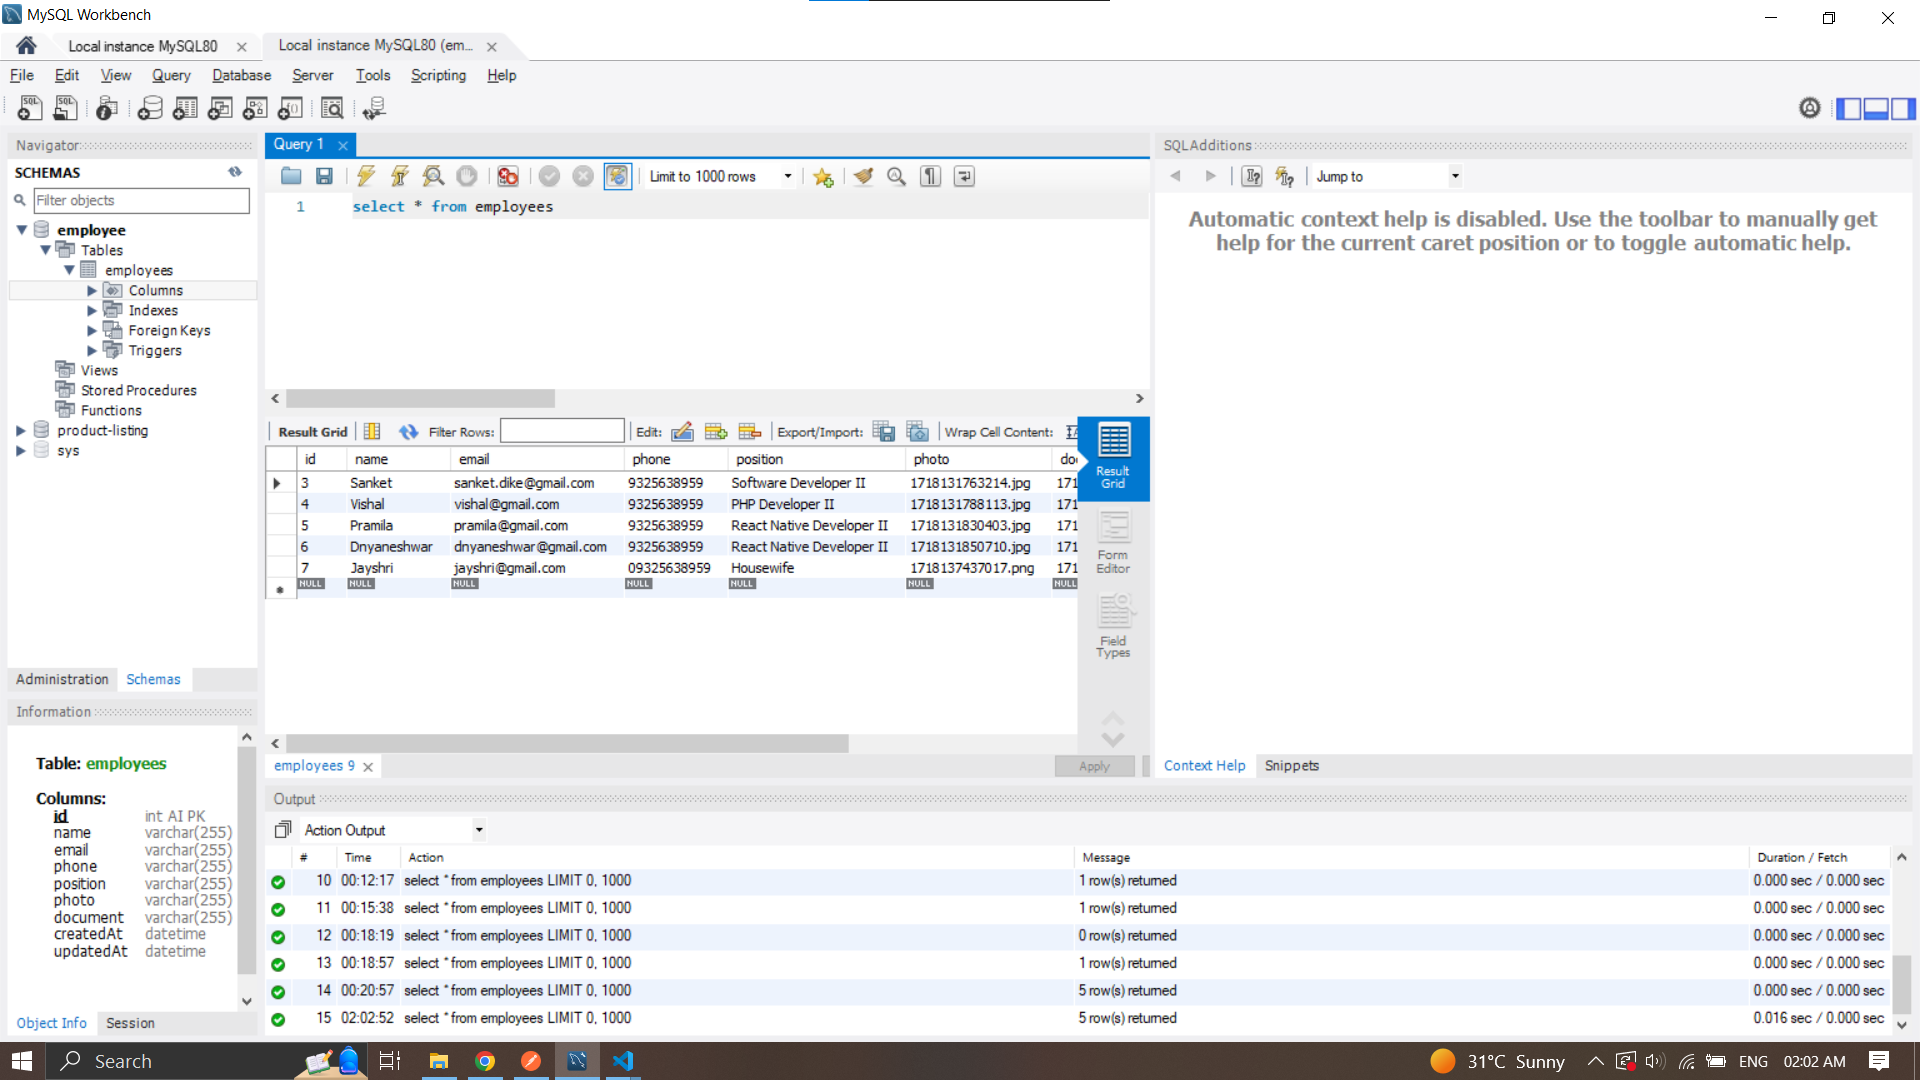 MySQL Workbench
Local instance MySQL80
Local instance MySQL80 (em...
File Edit View Query Database Server Tools Scripting Help
Navigator
SCHEMAS
Filter objects
employee
Tables
employees
Columns
Indexes
Foreign Keys
Triggers
Views
Stored Procedures
Functions
product-listing
sys
Administration Schemas
Information
Table: employees
Columns:
id int AI PK
name varchar(255)
email varchar(255)
phone varchar(255)
position varchar(255)
photo varchar(255)
document varchar(255)
createdAt datetime
updatedAt datetime
Object Info Session
Query 1
Limit to 1000 rows
1 select * from employees
Result Grid Filter Rows: Edit: Export/Import: Wrap Cell Content:
id name email phone position photo
3 Sanket sanket.dike@gmail.com 9325638959 Software Developer II 1718131763214.jpg 171
4 Vishal vishal@gmail.com 9325638959 PHP Developer II 1718131788113.jpg 171
5 Pramila pramila@gmail.com 9325638959 React Native Developer II 1718131830403.jpg 171
6 Dnyaneshwar dnyaneshwar@gmail.com 9325638959 React Native Developer II 1718131850710.jpg 171
7 Jayshri jayshri@gmail.com 09325638959 Housewife 1718137437017.png 171
NULL NULL NULL NULL NULL NULL NULL
Result
Grid
Form
Editor
Field
Types
employees 9
Apply
SQLAdditions
Jump to
Automatic context help is disabled. Use the toolbar to manually get
help for the current caret position or to toggle automatic help.
Context Help Snippets
Output
Action Output
# Time Action Message Duration / Fetch
10 00:12:17 select * from employees LIMIT 0, 1000 1 row(s) returned 0.000 sec / 0.000 sec
11 00:15:38 select * from employees LIMIT 0, 1000 1 row(s) returned 0.000 sec / 0.000 sec
12 00:18:19 select * from employees LIMIT 0, 1000 0 row(s) returned 0.000 sec / 0.000 sec
13 00:18:57 select * from employees LIMIT 0, 1000 1 row(s) returned 0.000 sec / 0.000 sec
14 00:20:57 select * from employees LIMIT 0, 1000 5 row(s) returned 0.000 sec / 0.000 sec
15 02:02:52 select * from employees LIMIT 0, 1000 5 row(s) returned 0.016 sec / 0.000 sec
Search
31°C Sunny
ENG
02:02 AM